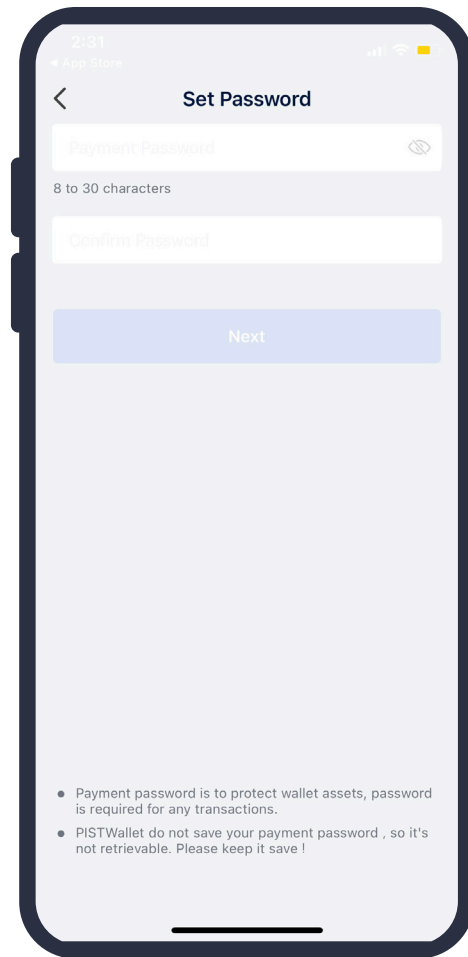 2:31
◀ App Store
Set Password
Payment Password
8 to 30 characters
Confirm Password
Next
Payment password is to protect wallet assets, password
is required for any transactions.
PISTWallet do not save your payment password , so it's
not retrievable. Please keep it save !